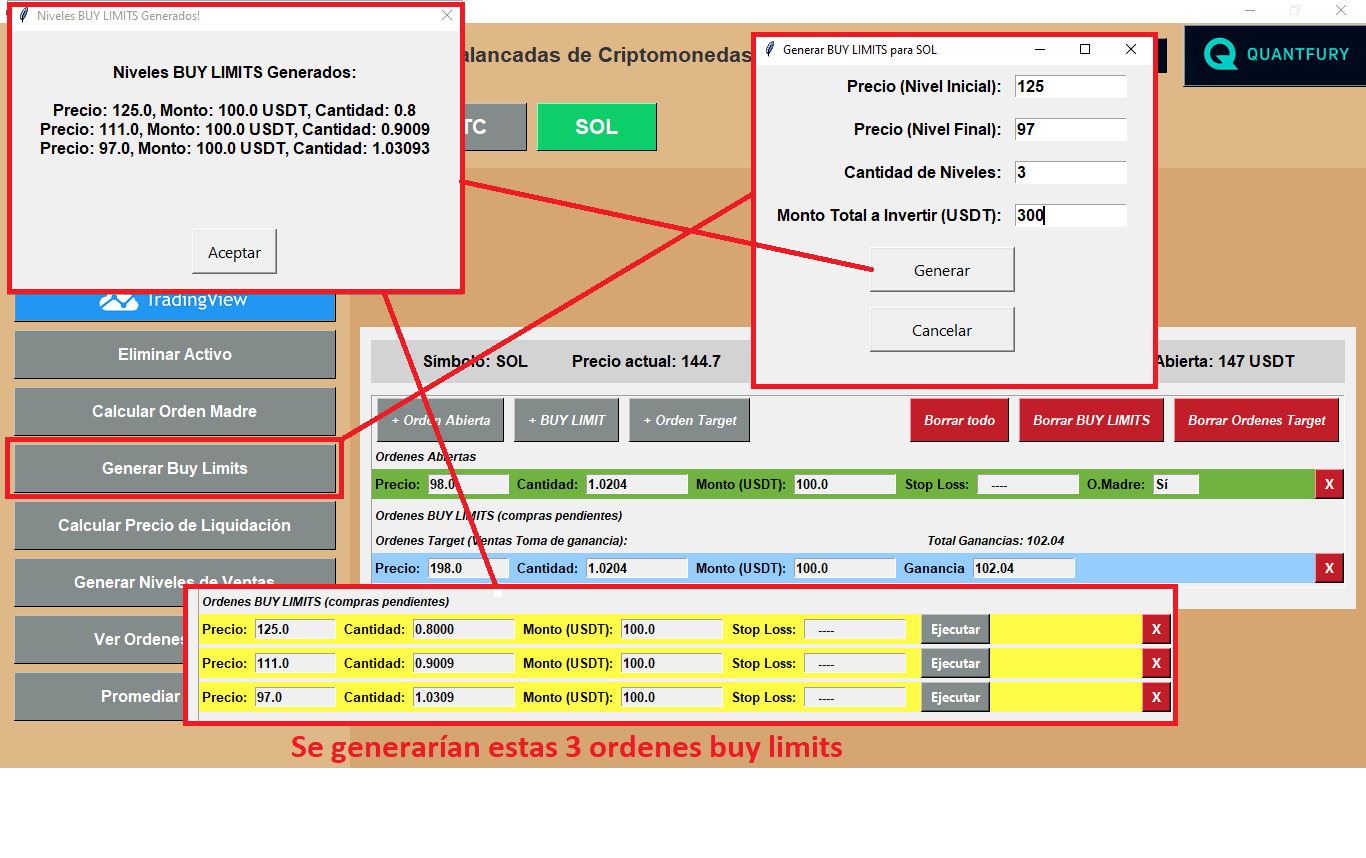 Niveles BUY LIMITS Generados!
Niveles BUY LIMITS Generados:
Precio: 125.0, Monto: 100.0 USDT, Cantidad: 0.8
Precio: 111.0, Monto: 100.0 USDT, Cantidad: 0.9009
Precio: 97.0, Monto: 100.0 USDT, Cantidad: 1.03093
Aceptar
alancadas de Criptomonedas
QUANTFURY
TC
SOL
Generar BUY LIMITS para SOL
Precio (Nivel Inicial): 125
Precio (Nivel Final): 97
Cantidad de Niveles: 3
Monto Total a Invertir (USDT): 300
Generar
Cancelar
TradingView
Eliminar Activo
Calcular Orden Madre
Generar Buy Limits
Calcular Precio de Liquidación
Generar Niveles de Ventas
Ver Ordenes
Promediar
Símbolo: SOL Precio actual: 144.7 Abierta: 147 USDT
+ Orden Abierta + BUY LIMIT + Orden Target Borrar todo Borrar BUY LIMITS Borrar Ordenes Target
Ordenes Abiertas
Precio: 98.0 Cantidad: 1.0204 Monto (USDT): 100.0 Stop Loss: ---- O.Madre: Sí X
Ordenes BUY LIMITS (compras pendientes)
Ordenes Target (Ventas Toma de ganancia): Total Ganancias: 102.04
Precio: 198.0 Cantidad: 1.0204 Monto (USDT): 100.0 Ganancia 102.04 X
Ordenes BUY LIMITS (compras pendientes)
Precio: 125.0 Cantidad: 0.8000 Monto (USDT): 100.0 Stop Loss: ---- Ejecutar X
Precio: 111.0 Cantidad: 0.9009 Monto (USDT): 100.0 Stop Loss: ---- Ejecutar X
Precio: 97.0 Cantidad: 1.0309 Monto (USDT): 100.0 Stop Loss: ---- Ejecutar X
Se generarían estas 3 ordenes buy limits